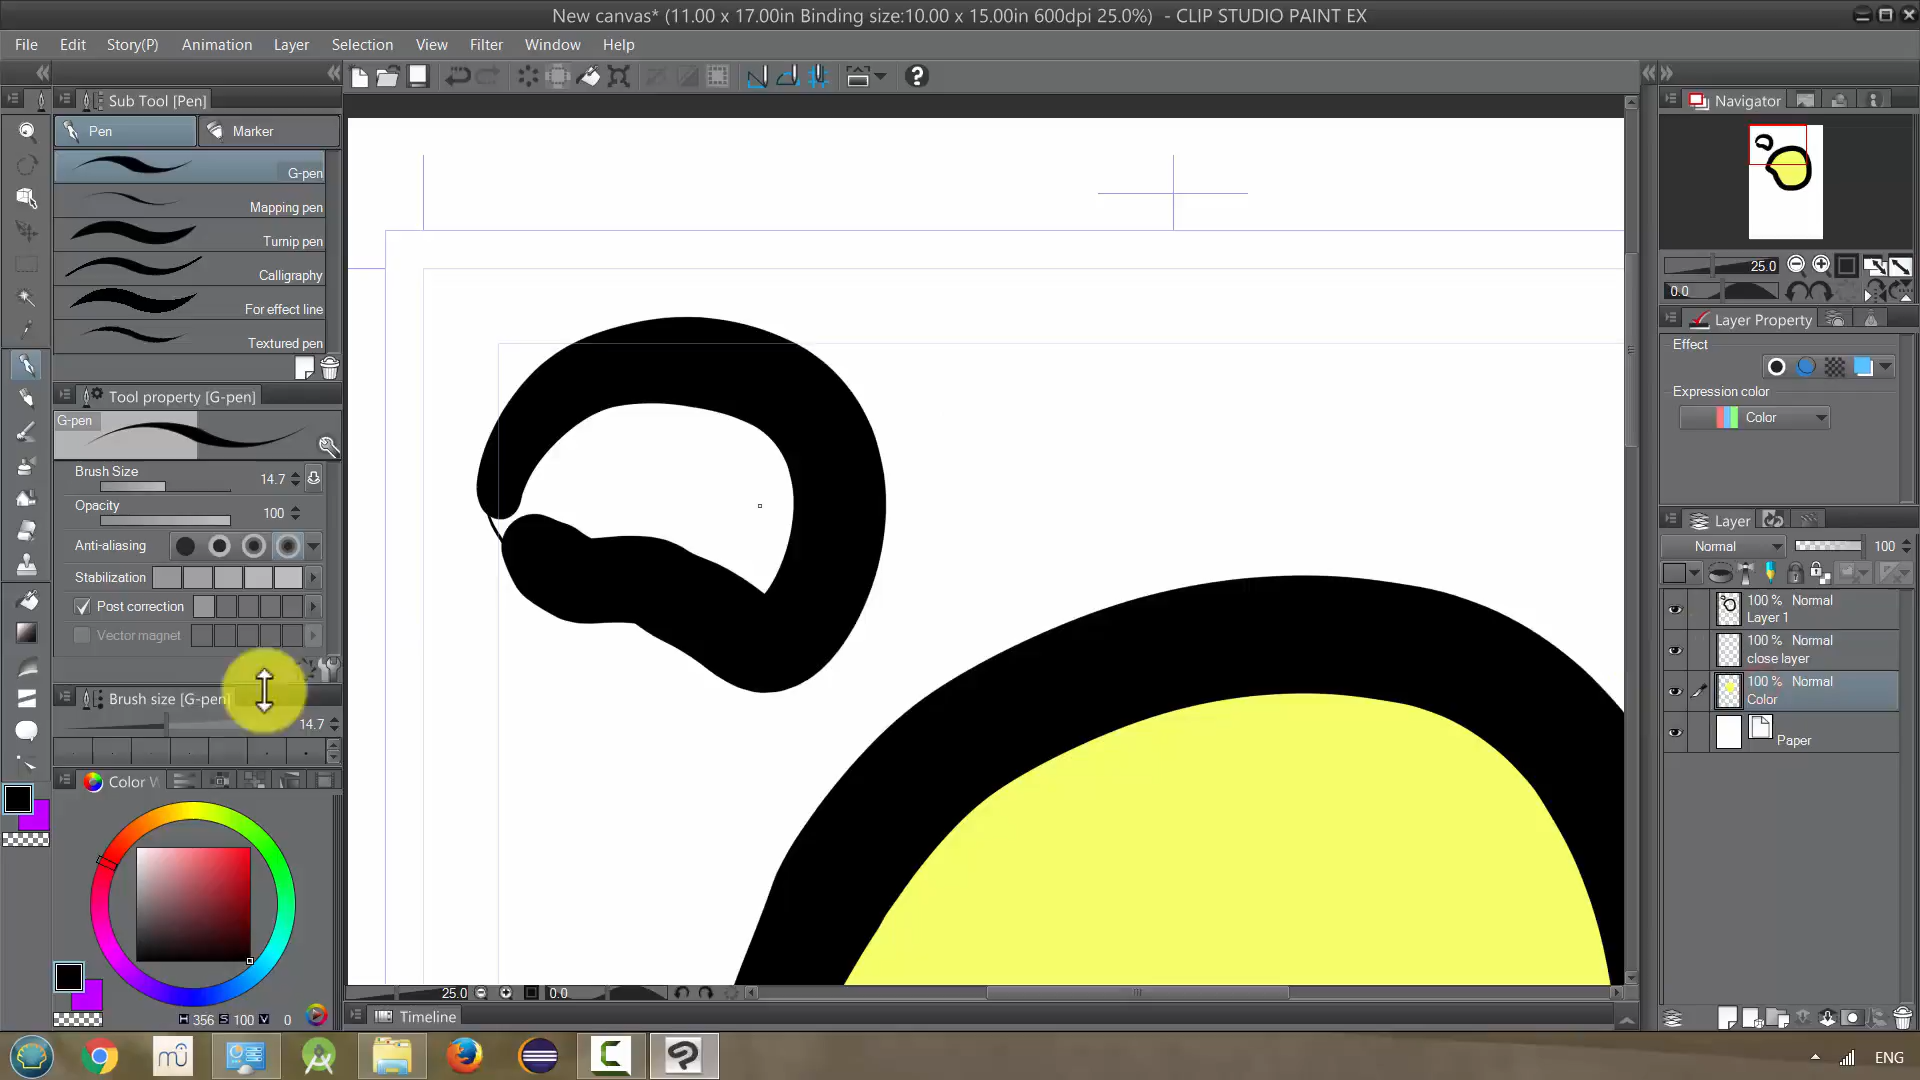 New canvas* (11.00 x 17.00in Binding size:10.00 x 15.00in 600dpi 25.0%) - CLIP STUDIO PAINT EX
File Edit Story(P) Animation Layer Selection View Filter Window Help
Sub Tool [Pen]
Pen Marker
G-pen
Mapping pen
Turnip pen
Calligraphy
For effect line
Textured pen
Tool property [G-pen]
G-pen
Brush Size 14.7
Opacity 100
Anti-aliasing
Stabilization
Post correction
Vector magnet
Brush size [G-pen]
14.7
Color W
H 356 S 100 V 0
25.0 0.0
Timeline
Navigator
25.0
0.0
Layer Property
Effect
Expression color
Color
Layer
Normal 100
100 % Normal
Layer 1
100 % Normal
close layer
100 % Normal
Color
Paper
ENG